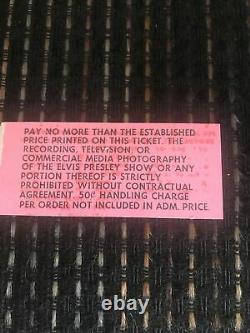 PAY NO MORE THAN THE ESTABLISHED
PRICE PRINTED ON THIS TICKET. THE
RECORDING, TELEVISION, OR
COMMERCIAL MEDIA PHOTOGRAPHY
OF THE ELVIS PRESLEY SHOW OR ANY
PORTION THEREOF IS STRICTLY
PROHIBITED WITHOUT CONTRACTUAL
AGREEMENT. 50¢ HANDLING CHARGE
PER ORDER NOT INCLUDED IN ADM. PRICE.